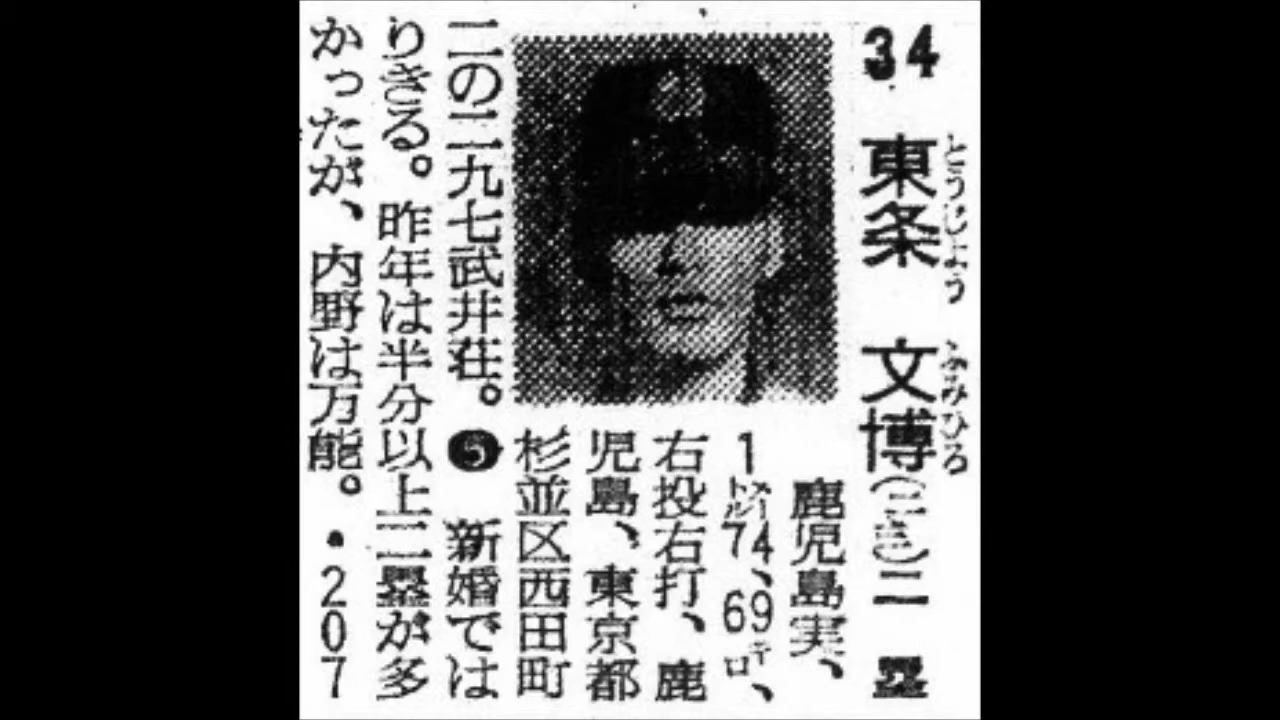 34 東条 文博(二三)二塁
とうじょう ふみひろ
鹿児島実、
1メートル74、69キロ、
右投右打、鹿
児島、東京都
杉並区西田町
二の二九七武井荘。❺ 新婚では
りきる。昨年は半分以上二塁が多
かったが、内野は万能。・207